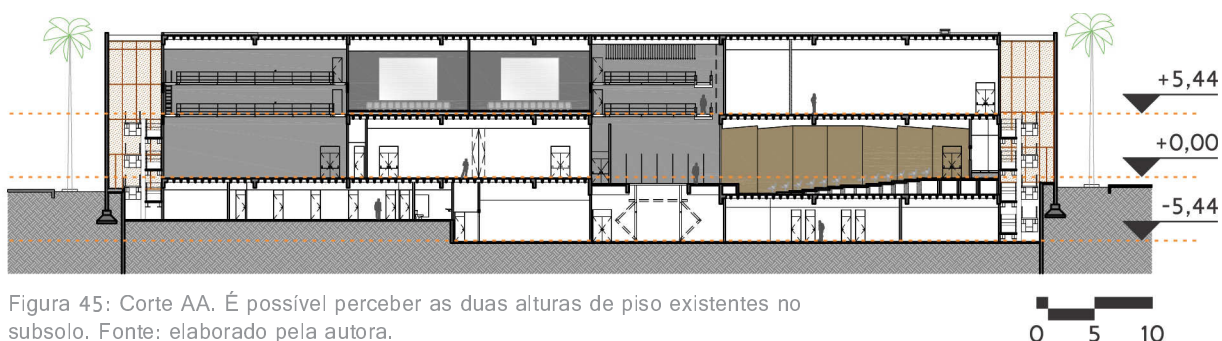 +5,44
+0,00
-5,44
Figura 45: Corte AA. É possível perceber as duas alturas de piso existentes no
subsolo. Fonte: elaborado pela autora.
0 5 10